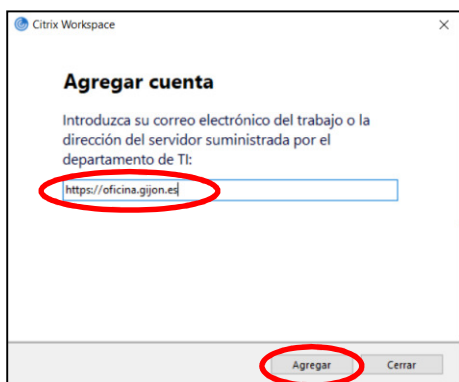 Citrix Workspace
Agregar cuenta
Introduzca su correo electrónico del trabajo o la
dirección del servidor suministrada por el
departamento de TI:
https://oficina.gijon.es
Agregar
Cerrar